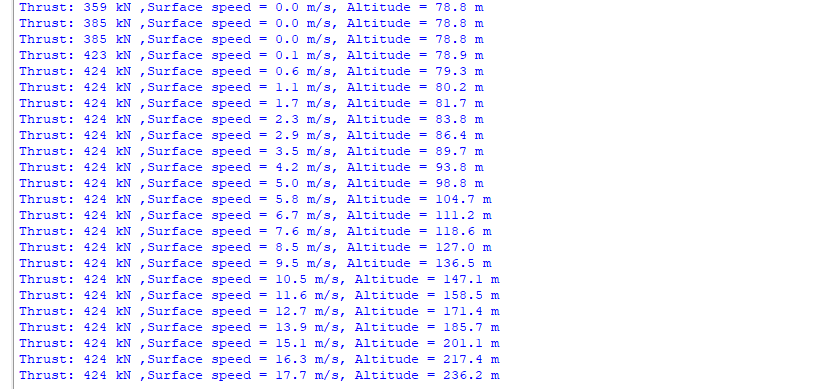 Thrust: 359 kN ,Surface speed = 0.0 m/s, Altitude = 78.8 m
Thrust: 385 kN ,Surface speed = 0.0 m/s, Altitude = 78.8 m
Thrust: 385 kN ,Surface speed = 0.0 m/s, Altitude = 78.8 m
Thrust: 423 kN ,Surface speed = 0.1 m/s, Altitude = 78.9 m
Thrust: 424 kN ,Surface speed = 0.6 m/s, Altitude = 79.3 m
Thrust: 424 kN ,Surface speed = 1.1 m/s, Altitude = 80.2 m
Thrust: 424 kN ,Surface speed = 1.7 m/s, Altitude = 81.7 m
Thrust: 424 kN ,Surface speed = 2.3 m/s, Altitude = 83.8 m
Thrust: 424 kN ,Surface speed = 2.9 m/s, Altitude = 86.4 m
Thrust: 424 kN ,Surface speed = 3.5 m/s, Altitude = 89.7 m
Thrust: 424 kN ,Surface speed = 4.2 m/s, Altitude = 93.8 m
Thrust: 424 kN ,Surface speed = 5.0 m/s, Altitude = 98.8 m
Thrust: 424 kN ,Surface speed = 5.8 m/s, Altitude = 104.7 m
Thrust: 424 kN ,Surface speed = 6.7 m/s, Altitude = 111.2 m
Thrust: 424 kN ,Surface speed = 7.6 m/s, Altitude = 118.6 m
Thrust: 424 kN ,Surface speed = 8.5 m/s, Altitude = 127.0 m
Thrust: 424 kN ,Surface speed = 9.5 m/s, Altitude = 136.5 m
Thrust: 424 kN ,Surface speed = 10.5 m/s, Altitude = 147.1 m
Thrust: 424 kN ,Surface speed = 11.6 m/s, Altitude = 158.5 m
Thrust: 424 kN ,Surface speed = 12.7 m/s, Altitude = 171.4 m
Thrust: 424 kN ,Surface speed = 13.9 m/s, Altitude = 185.7 m
Thrust: 424 kN ,Surface speed = 15.1 m/s, Altitude = 201.1 m
Thrust: 424 kN ,Surface speed = 16.3 m/s, Altitude = 217.4 m
Thrust: 424 kN ,Surface speed = 17.7 m/s, Altitude = 236.2 m